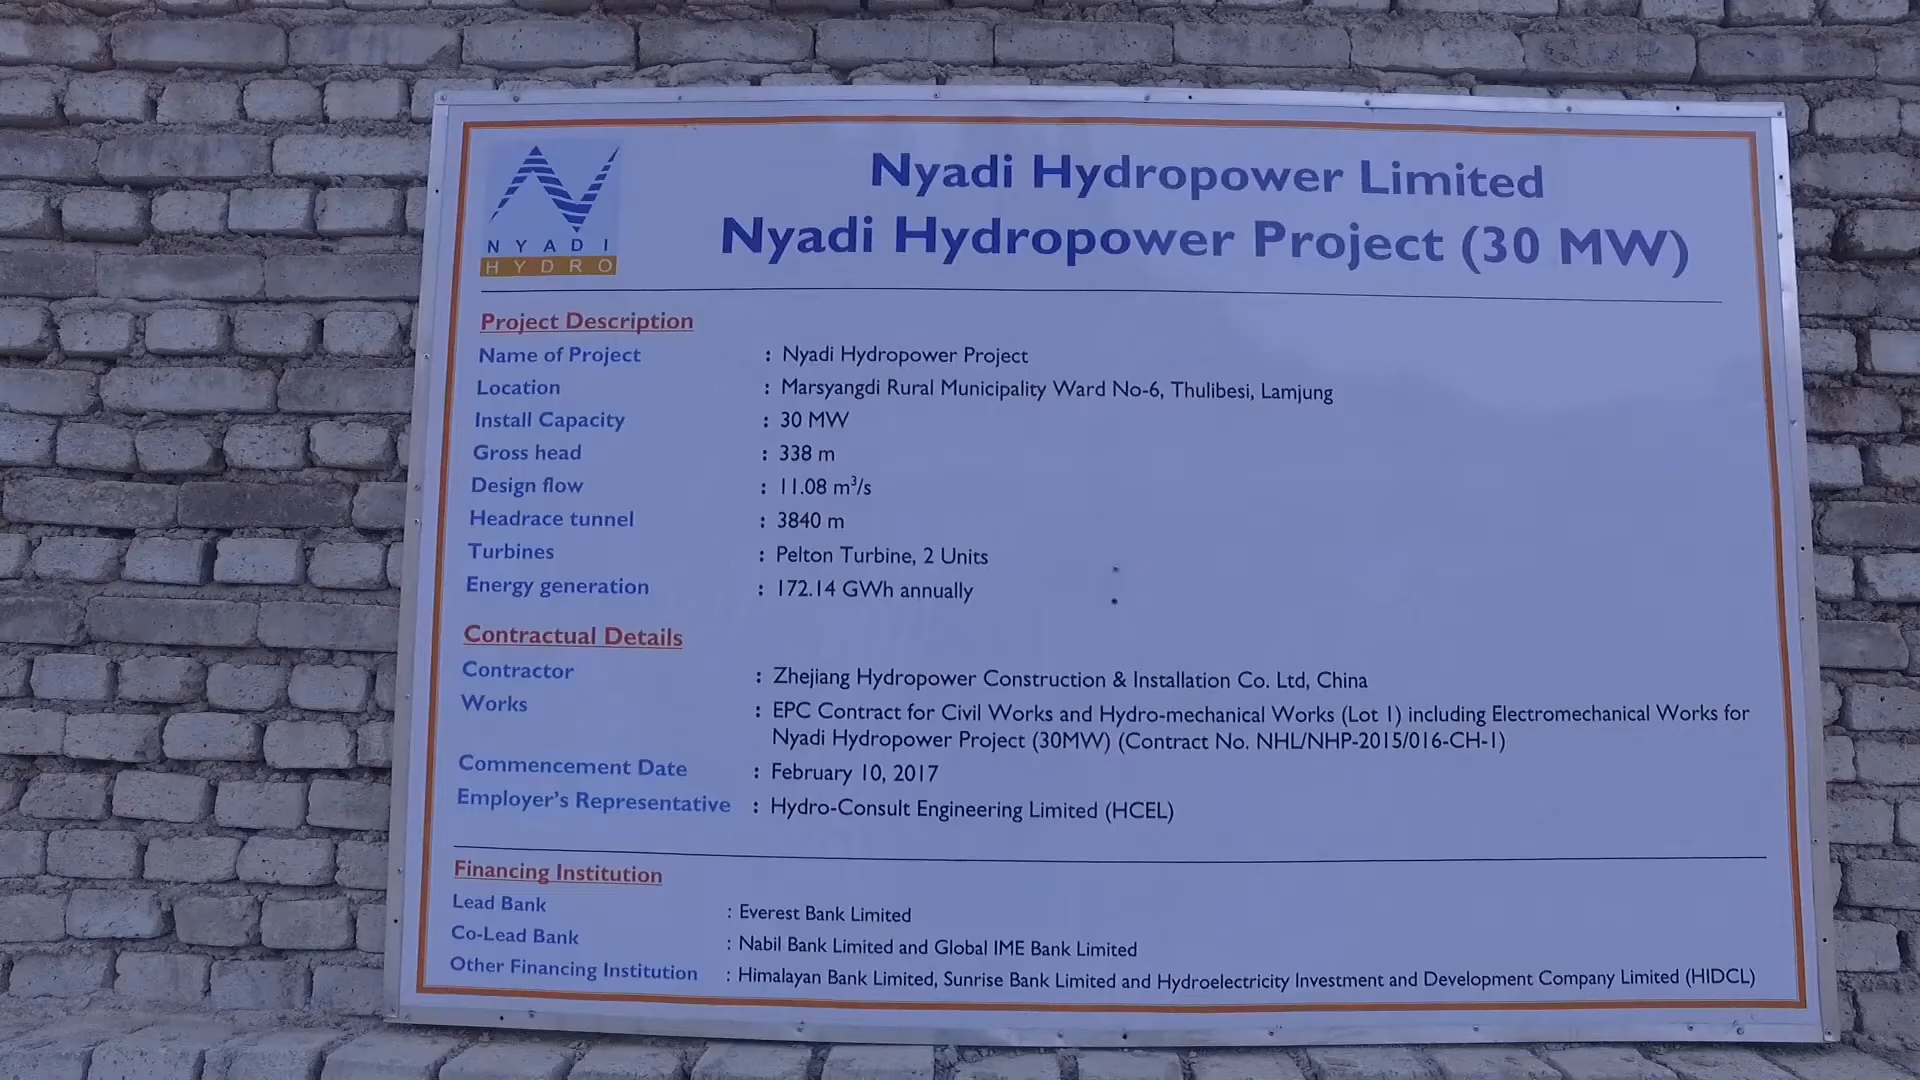 NYADI
HYDRO
Nyadi Hydropower Limited
Nyadi Hydropower Project (30 MW)
Project Description
Name of Project : Nyadi Hydropower Project
Location : Marsyangdi Rural Municipality Ward No-6, Thulibesi, Lamjung
Install Capacity : 30 MW
Gross head : 338 m
Design flow : 11.08 m³/s
Headrace tunnel : 3840 m
Turbines : Pelton Turbine, 2 Units
Energy generation : 172.14 GWh annually
Contractual Details
Contractor : Zhejiang Hydropower Construction & Installation Co. Ltd, China
Works : EPC Contract for Civil Works and Hydro-mechanical Works (Lot 1) including Electromechanical Works for
Nyadi Hydropower Project (30MW) (Contract No. NHL/NHP-2015/016-CH-1)
Commencement Date : February 10, 2017
Employer's Representative : Hydro-Consult Engineering Limited (HCEL)
Financing Institution
Lead Bank : Everest Bank Limited
Co-Lead Bank : Nabil Bank Limited and Global IME Bank Limited
Other Financing Institution : Himalayan Bank Limited, Sunrise Bank Limited and Hydroelectricity Investment and Development Company Limited (HIDCL)